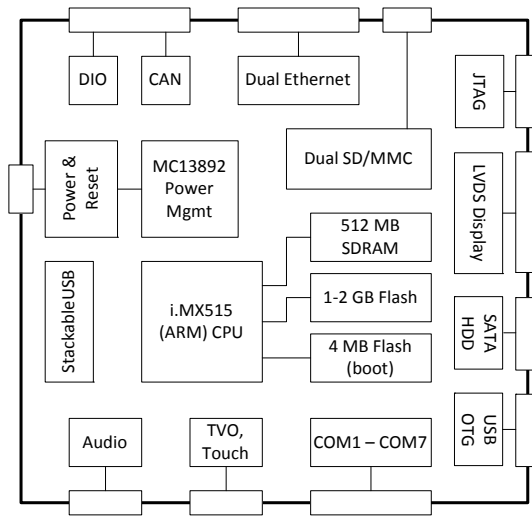 DIO
CAN
Dual Ethernet
JTAG
Power &
Reset
MC13892
Power
Mgmt
Dual SD/MMC
LVDS Display
StackableUSB
i.MX515
(ARM) CPU
512 MB
SDRAM
1-2 GB Flash
4 MB Flash
(boot)
SATA
HDD
Audio
TVO,
Touch
COM1 – COM7
USB
OTG